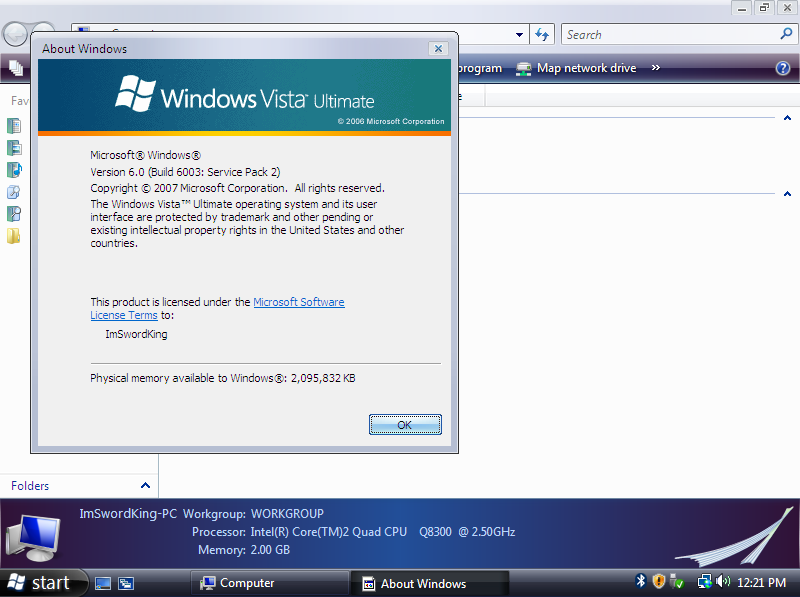 Search
About Windows
program
Map network drive
»
Windows Vista™ Ultimate
© 2006 Microsoft Corporation
Fav
e
Microsoft® Windows®
Version 6.0 (Build 6003: Service Pack 2)
Copyright © 2007 Microsoft Corporation. All rights reserved.
The Windows Vista™ Ultimate operating system and its user
interface are protected by trademark and other pending or
existing intellectual property rights in the United States and other
countries.
This product is licensed under the Microsoft Software
License Terms to:
ImSwordKing
Physical memory available to Windows®: 2,095,832 KB
OK
Folders
ImSwordKing-PC Workgroup: WORKGROUP
Processor: Intel(R) Core(TM)2 Quad CPU Q8300 @ 2.50GHz
Memory: 2.00 GB
start
Computer
About Windows
12:21 PM